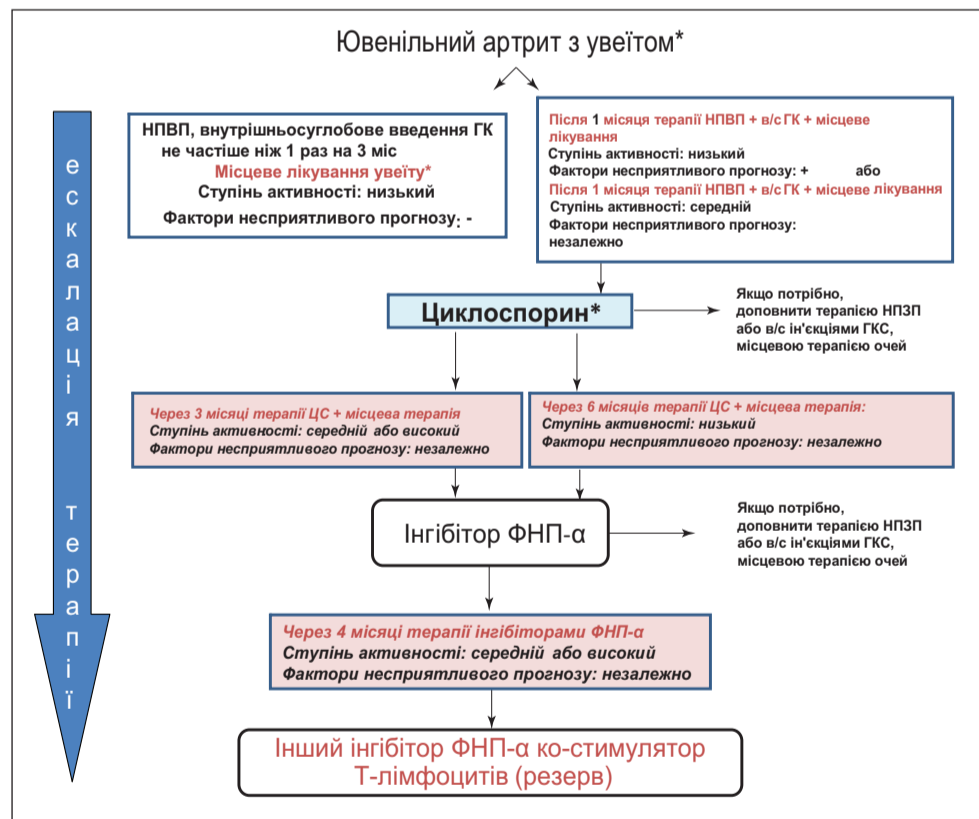 Ювенільний артрит з увеїтом*
ескалація терапії
НПВП, внутрішньосуглобове введення ГК
не частіше ніж 1 раз на 3 міс
Місцеве лікування увеїту*
Ступінь активності: низький
Фактори несприятливого прогнозу: -
Після 1 місяця терапії НПВП + в/с ГК + місцеве
лікування
Ступінь активності: низький
Фактори несприятливого прогнозу: + або
Після 1 місяця терапії НПВП + в/с ГК + місцеве лікування
Ступінь активності: середній
Фактори несприятливого прогнозу:
незалежно
Циклоспорин*
Якщо потрібно,
доповнити терапією НПЗП
або в/с ін'єкціями ГКС,
місцевою терапією очей
Через 3 місяці терапії ЦС + місцева терапія
Ступінь активності: середній або високий
Фактори несприятливого прогнозу: незалежно
Через 6 місяців терапії ЦС + місцева терапія:
Ступінь активності: низький
Фактори несприятливого прогнозу: незалежно
Інгібітор ФНП-α
Якщо потрібно,
доповнити терапією НПЗП
або в/с ін'єкціями ГКС,
місцевою терапією очей
Через 4 місяці терапії інгібіторами ФНП-α
Ступінь активності: середній або високий
Фактори несприятливого прогнозу: незалежно
Інший інгібітор ФНП-α ко-стимулятор
Т-лімфоцитів (резерв)